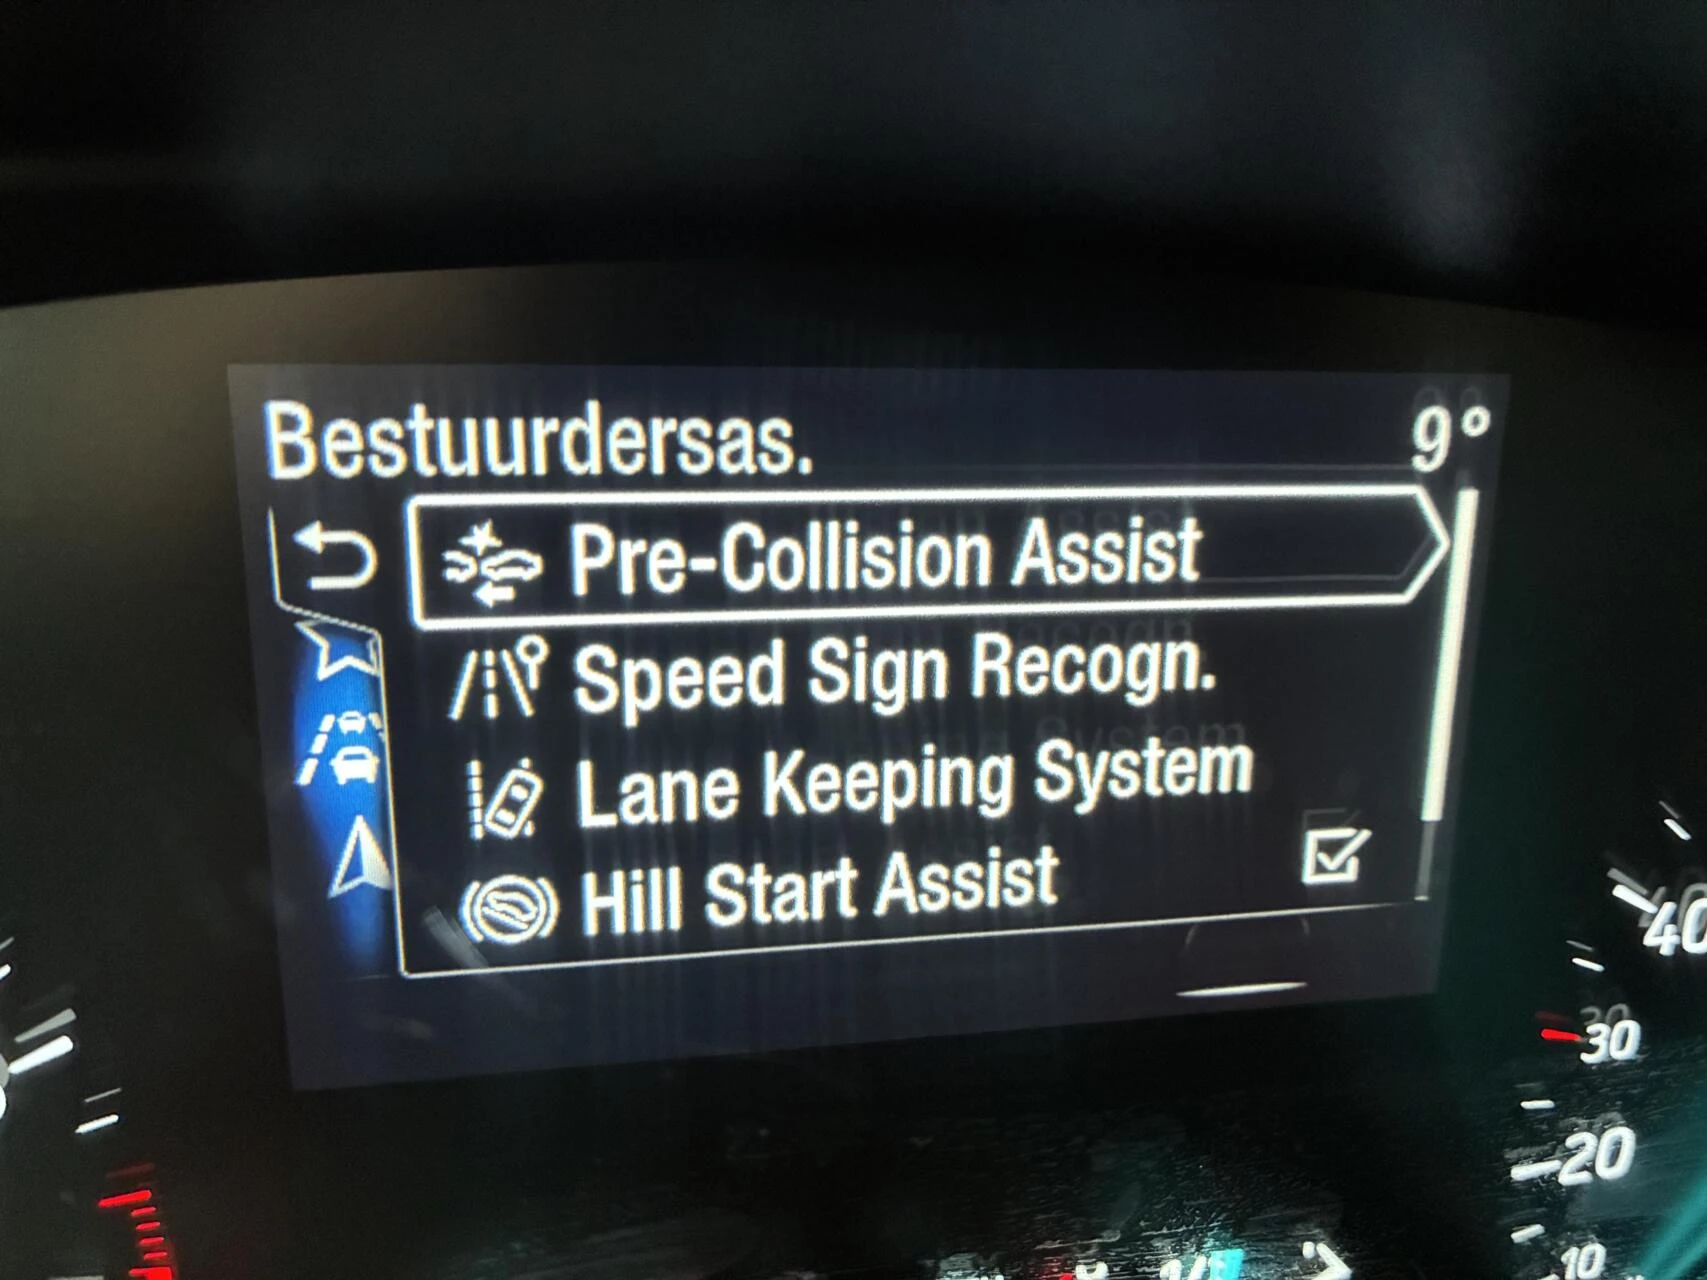 Bestuurdersas.
9°
Pre-Collision Assist
Speed Sign Recogn.
Lane Keeping System
Hill Start Assist
40
30
20
10